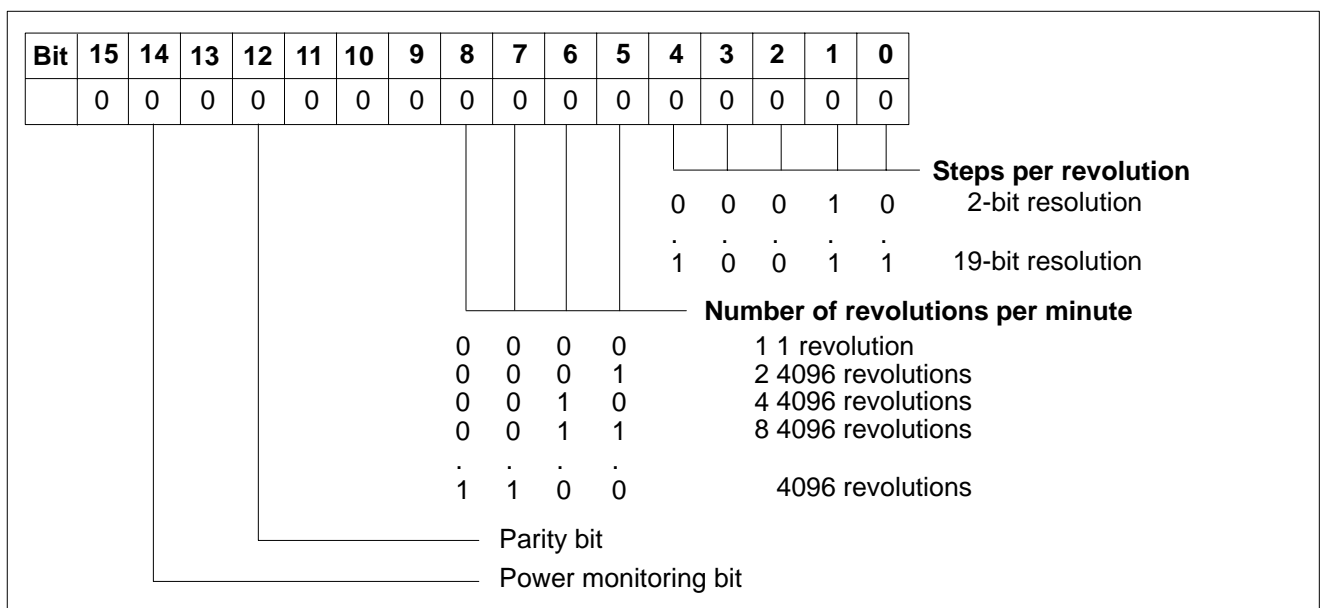 Bit 15 14 13 12 11 10 9 8 7 6 5 4 3 2 1 0
0 0 0 0 0 0 0 0 0 0 0 0 0 0 0 0
Steps per revolution
0 0 0 1 0 2-bit resolution
. . . . .
1 0 0 1 1 19-bit resolution
Number of revolutions per minute
0 0 0 0 1 1 revolution
0 0 0 1 2 4096 revolutions
0 0 1 0 4 4096 revolutions
0 0 1 1 8 4096 revolutions
. . . .
1 1 0 0 4096 revolutions
Parity bit
Power monitoring bit